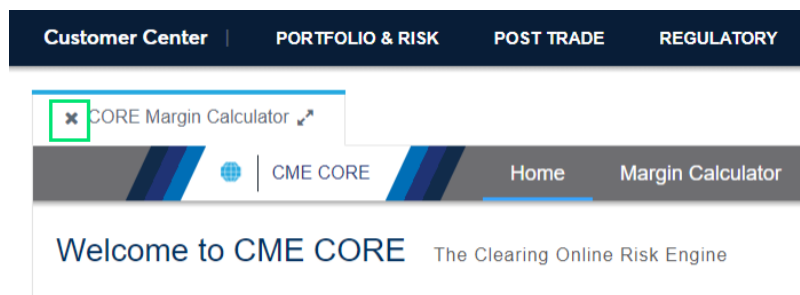 Customer Center | PORTFOLIO & RISK POST TRADE REGULATORY
CORE Margin Calculator
CME CORE Home Margin Calculator
Welcome to CME CORE The Clearing Online Risk Engine